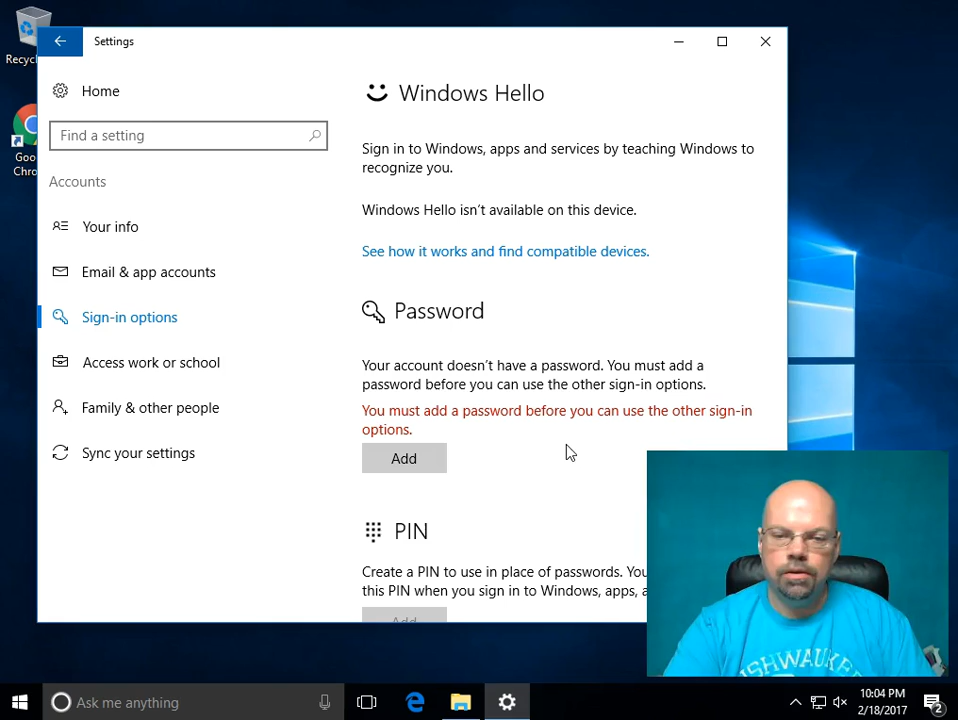 Settings
Home
Find a setting
Accounts
Your info
Email & app accounts
Sign-in options
Access work or school
Family & other people
Sync your settings
Windows Hello
Sign in to Windows, apps and services by teaching Windows to
recognize you.
Windows Hello isn't available on this device.
See how it works and find compatible devices.
Password
Your account doesn't have a password. You must add a
password before you can use the other sign-in options.
You must add a password before you can use the other sign-in
options.
Add
PIN
Create a PIN to use in place of passwords. You
this PIN when you sign in to Windows, apps, a
Add
Recycl
Goo
Chro
ISHWAUKE
Ask me anything
10:04 PM
2/18/2017
2